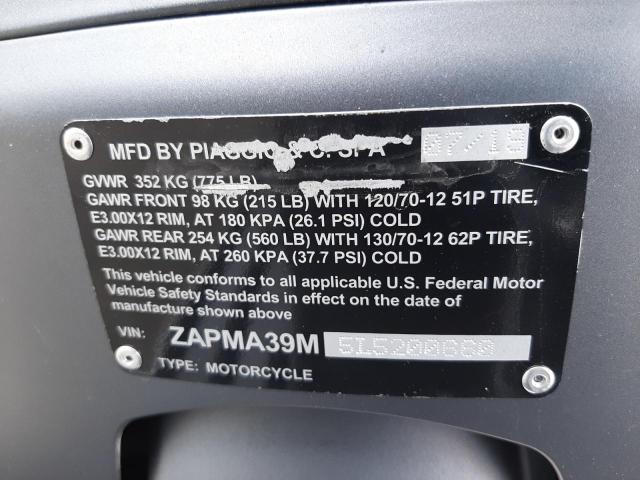 MFD BY PIAGGIO & C. SPA 07/18
GVWR 352 KG (775 LB)
GAWR FRONT 98 KG (215 LB) WITH 120/70-12 51P TIRE,
E3.00X12 RIM, AT 180 KPA (26.1 PSI) COLD
GAWR REAR 254 KG (560 LB) WITH 130/70-12 62P TIRE,
E3.00X12 RIM, AT 260 KPA (37.7 PSI) COLD
This vehicle conforms to all applicable U.S. Federal Motor
Vehicle Safety Standards in effect on the date of
manufacture shown above
VIN: ZAPMA39M 5L5200660
TYPE: MOTORCYCLE